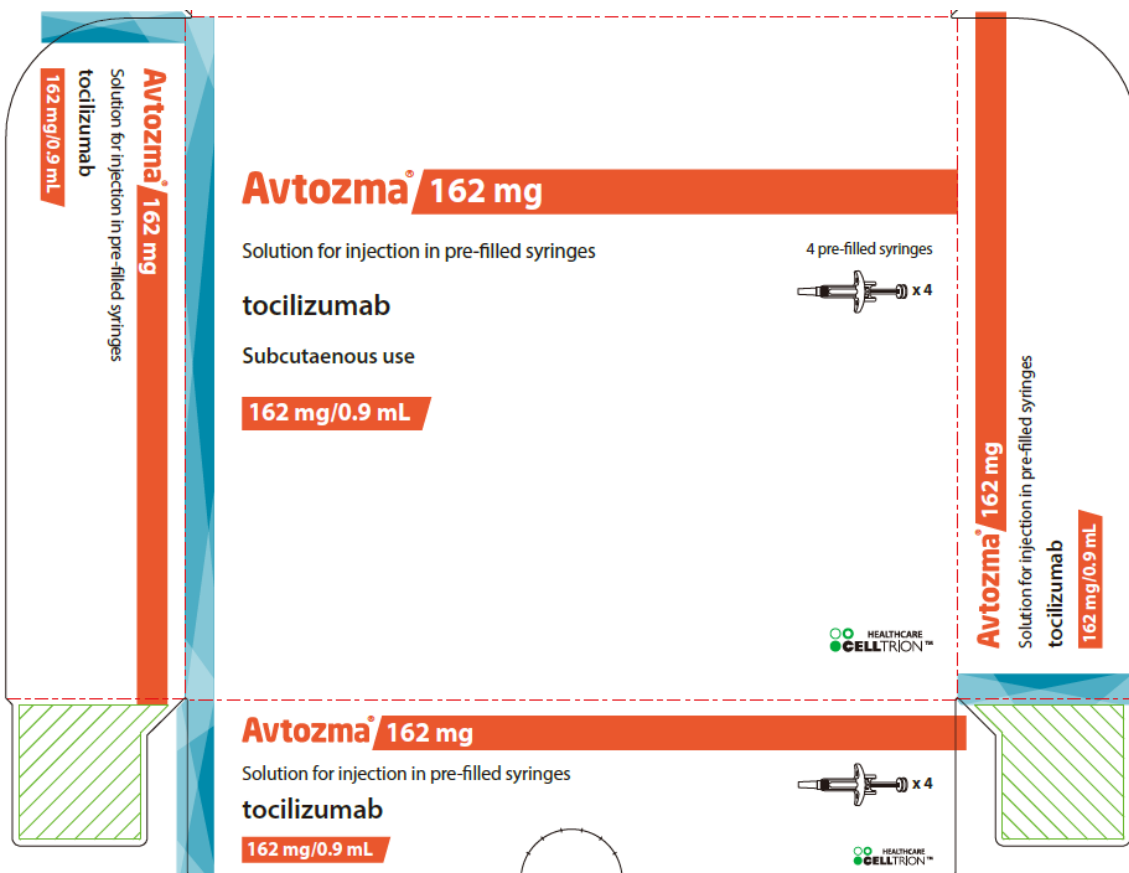 Avtozma® 162 mg
Solution for injection in pre-filled syringes
tocilizumab
162 mg/0.9 mL
Avtozma® 162 mg
Solution for injection in pre-filled syringes
4 pre-filled syringes
x 4
tocilizumab
Subcutaenous use
162 mg/0.9 mL
HEALTHCARE
CELLTRION™
Avtozma® 162 mg
Solution for injection in pre-filled syringes
tocilizumab
162 mg/0.9 mL
Avtozma® 162 mg
Solution for injection in pre-filled syringes
x 4
tocilizumab
162 mg/0.9 mL
HEALTHCARE
CELLTRION™